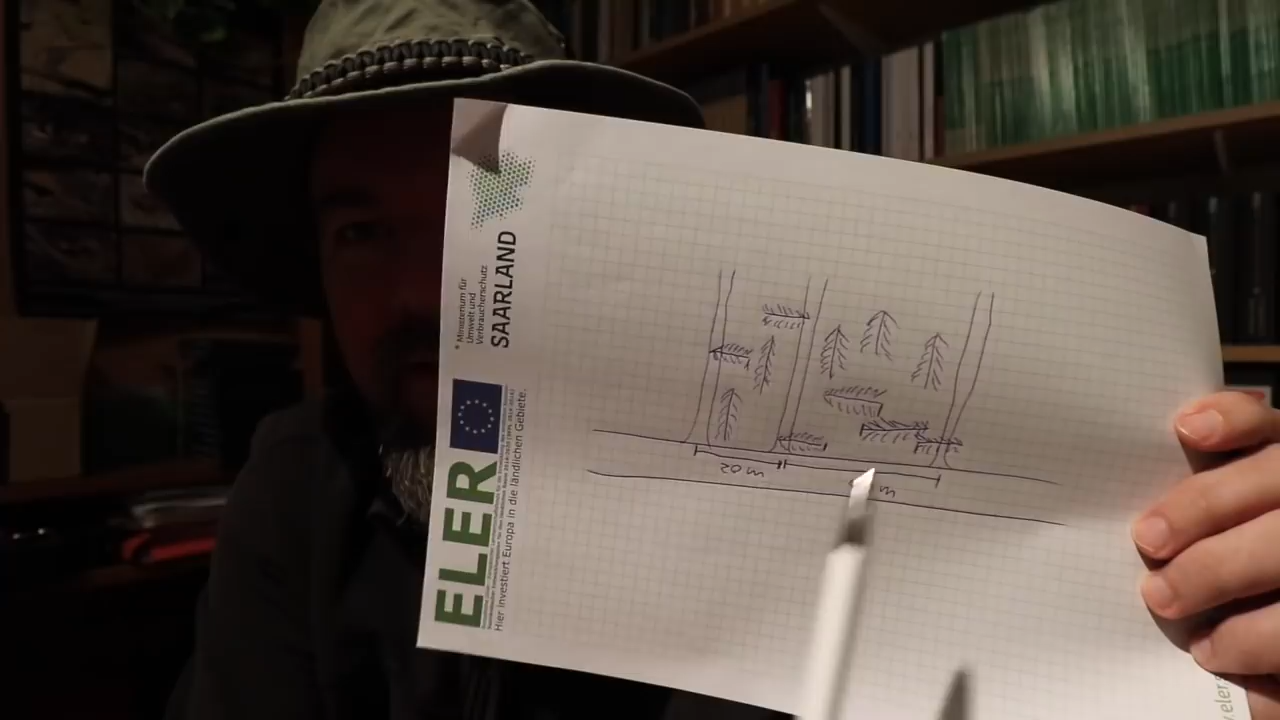 * Ministerium für
Umwelt und
Verbraucherschutz
SAARLAND
ELER
Hier investiert Europa in die ländlichen Gebiete.
20 m
m